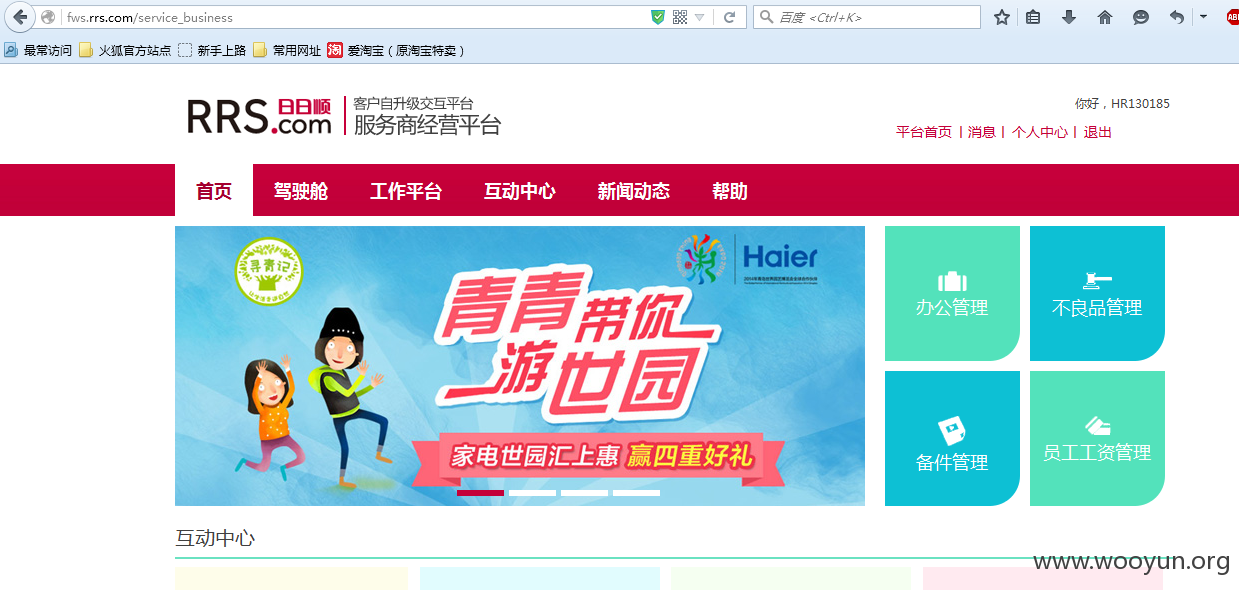 fws.rrs.com/service_business
百度 <Ctrl+K>
ABP
最常访问 火狐官方站点 新手上路 常用网址 淘 爱淘宝（原淘宝特卖）
RRS.com 日日顺
客户自升级交互平台
服务商经营平台
你好，HR130185
平台首页 | 消息 | 个人中心 | 退出
首页 驾驶舱 工作平台 互动中心 新闻动态 帮助
寻青记
Haier
青青带你
游世园
家电世园汇上惠 赢四重好礼
办公管理
不良品管理
备件管理
员工工资管理
互动中心
www.wooyun.org